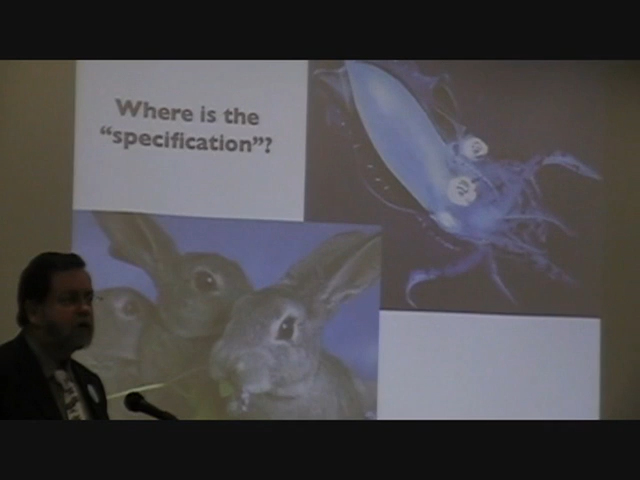 Where is the
“specification”?